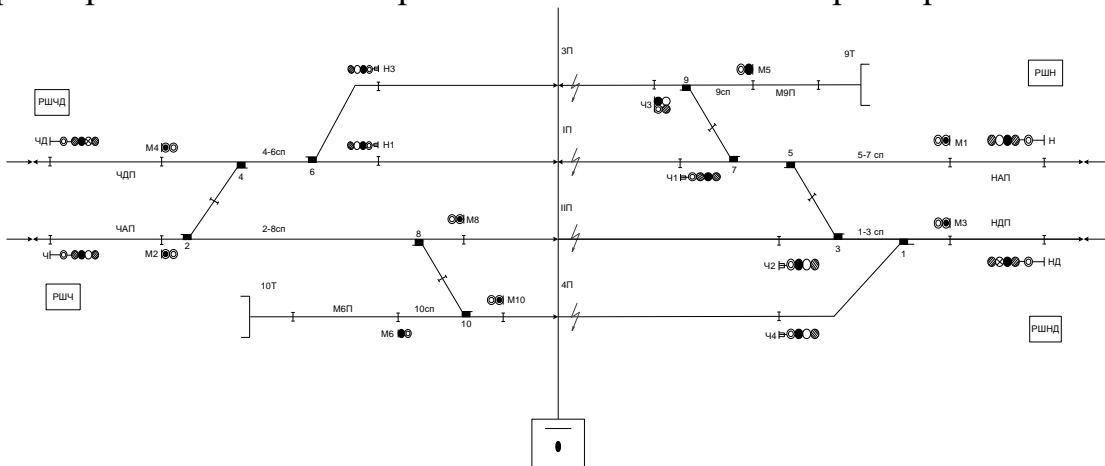 3П
9Т
Н3
М5
РШН
РШЧД
9
9сп
М9П
Ч3
ЧД
М4
4-6сп
Н1
IП
М1
Н
5
5-7 сп
ЧДП
4
6
Ч1
7
НАП
IIП
ЧАП
2-8сп
М8
М3
НДП
1-3 сп
Ч
М2
2
8
3
1
Ч2
НД
РШЧ
10Т
4П
М6П
10сп
М10
РШНД
М6
10
Ч4